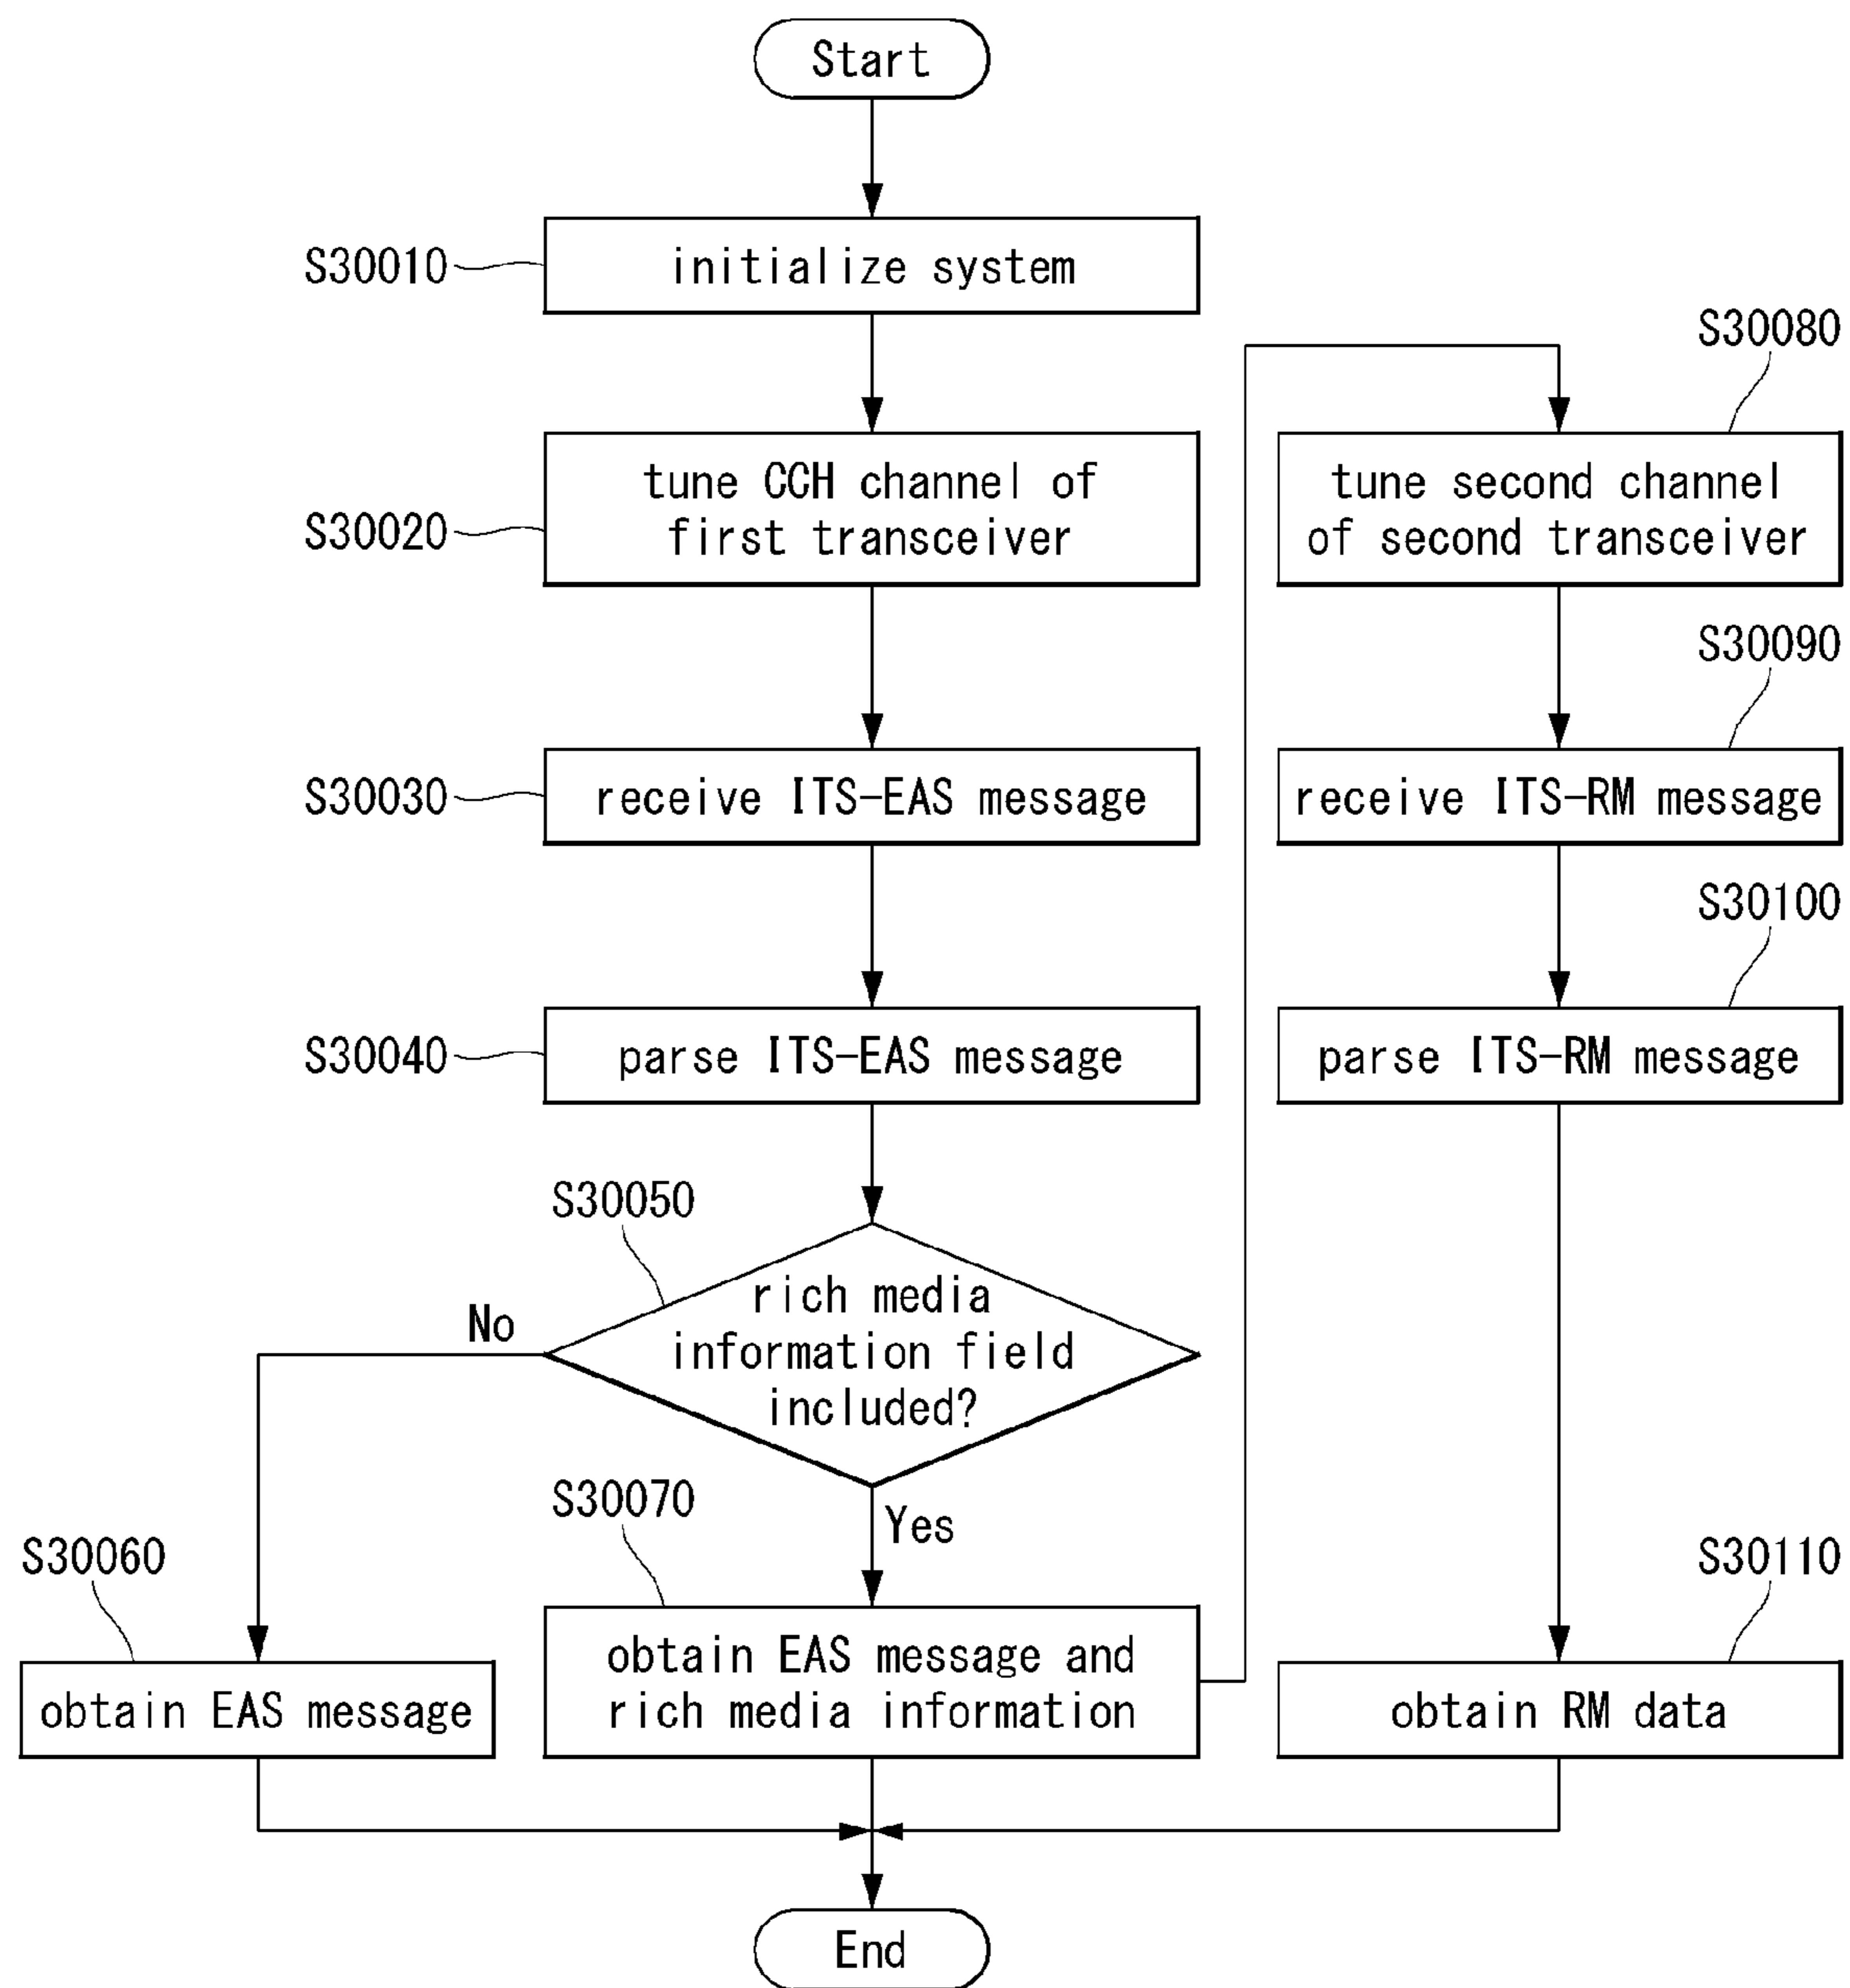 Start
S30010
initialize system
S30020
tune CCH channel of
first transceiver
S30030
receive ITS-EAS message
S30040
parse ITS-EAS message
S30050
rich media
information field
included?
No
Yes
S30060
obtain EAS message
S30070
obtain EAS message and
rich media information
S30080
tune second channel
of second transceiver
S30090
receive ITS-RM message
S30100
parse ITS-RM message
S30110
obtain RM data
End